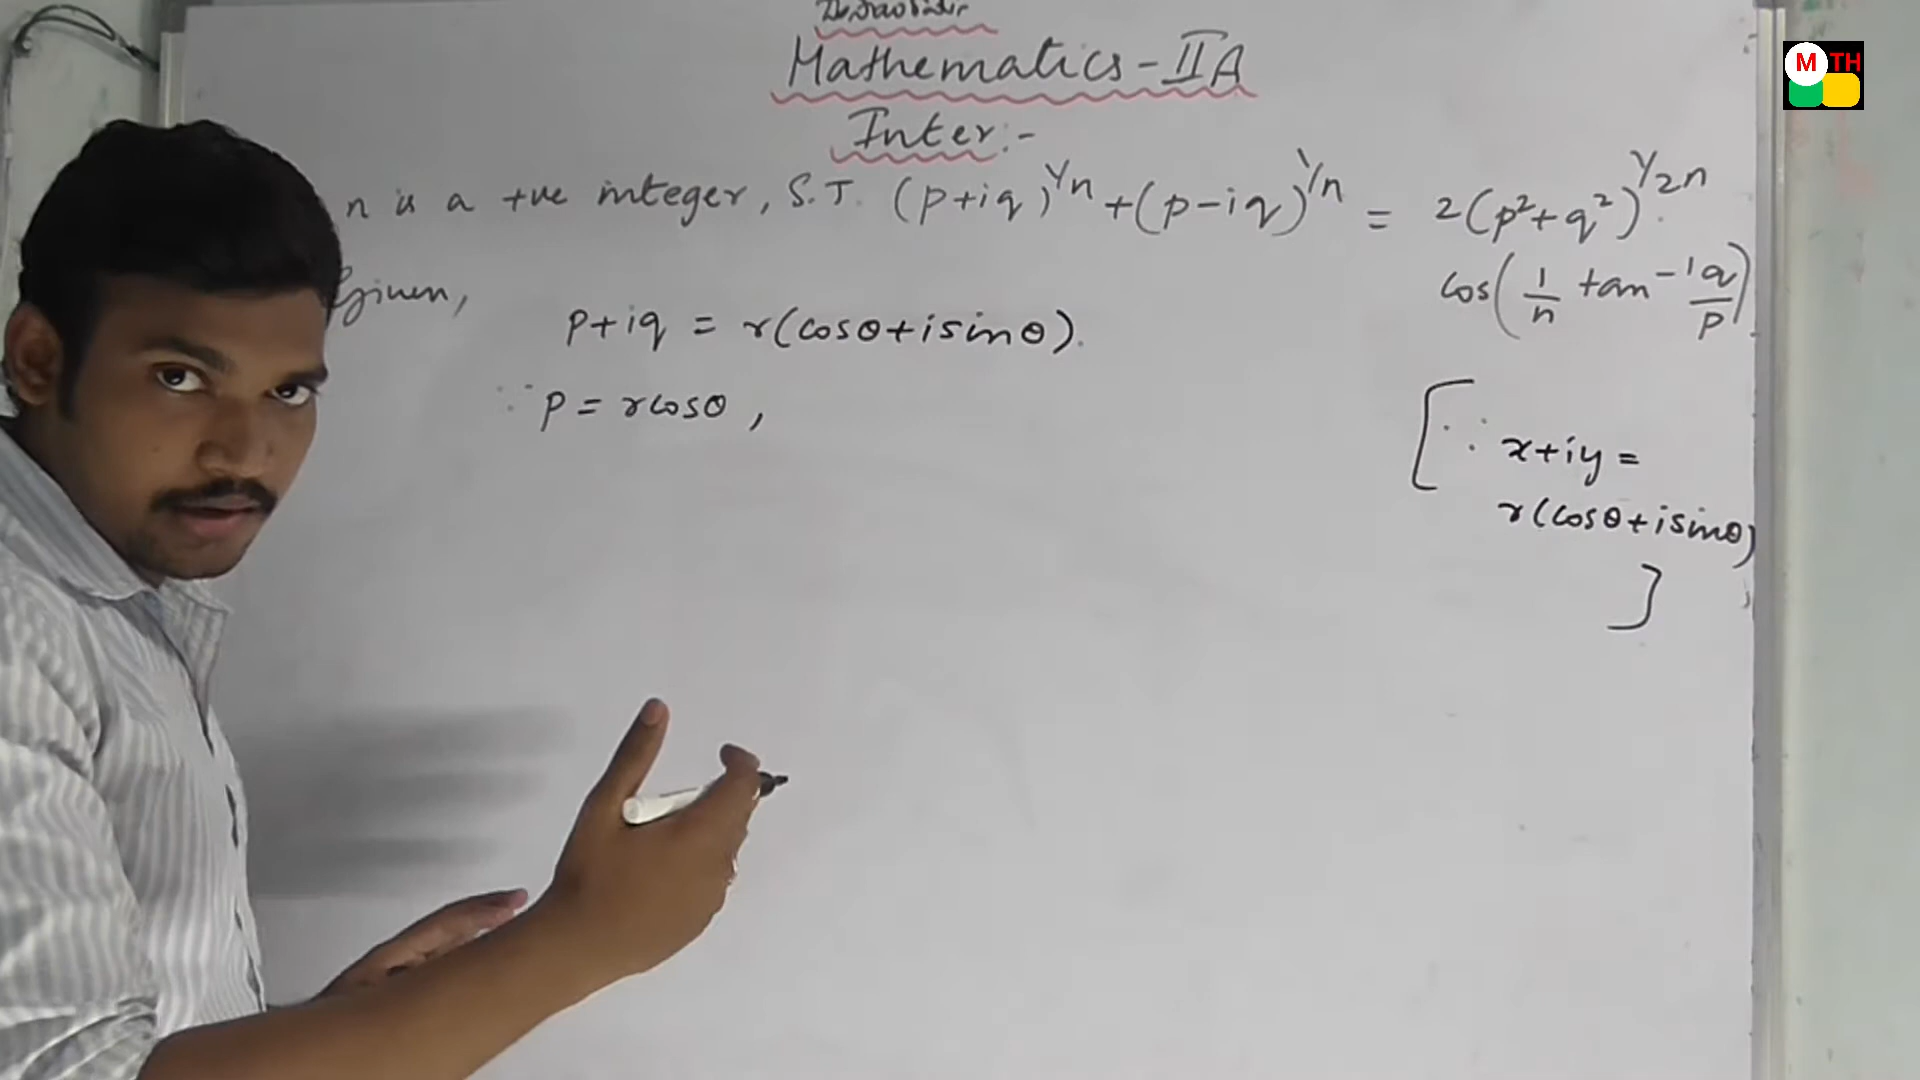 Mathematics-IIA
Inter:-
n is a +ve integer, S.T. (p+iq)^1/n + (p-iq)^1/n = 2(p²+q²)^1/2n
cos(1/n tan⁻¹ q/p)
Given,
p+iq = r(cosθ+isinθ).
∵ p = rcosθ ,
[∵ x+iy =
r(cosθ+isinθ)
]
M TH